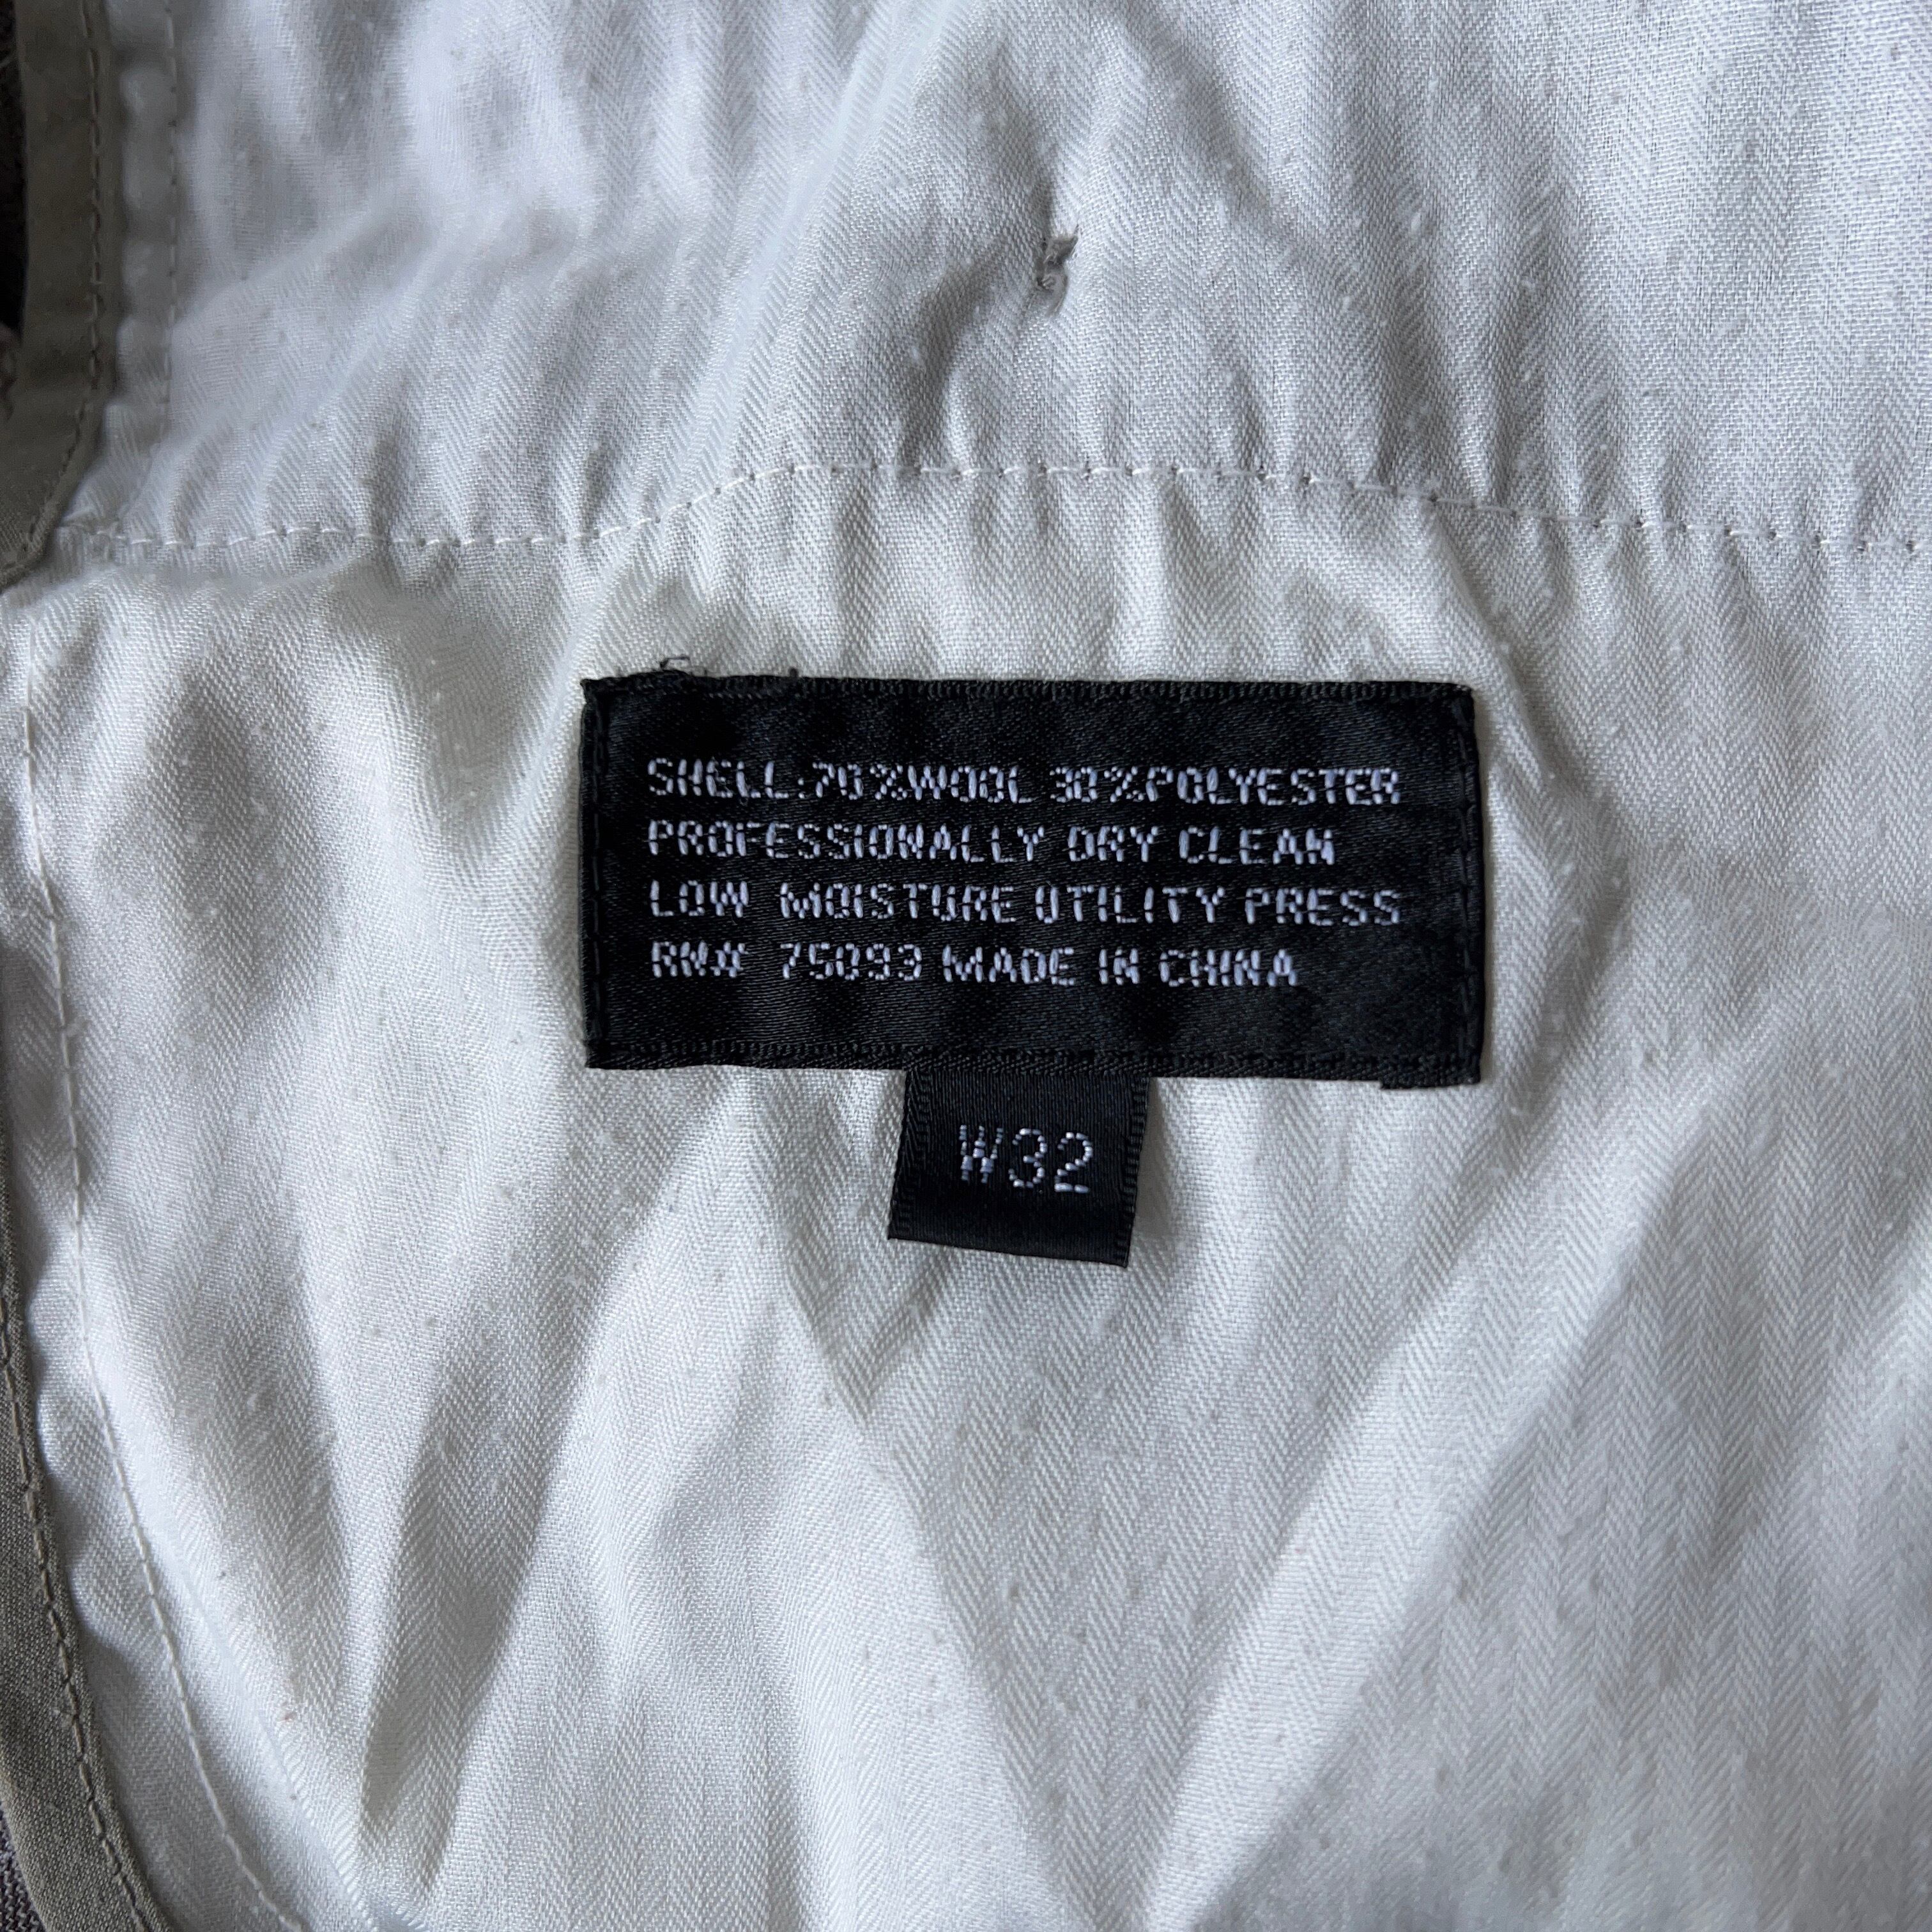 SHELL:70%WOOL 30%POLYESTER
PROFESSIONALLY DRY CLEAN
LOW MOISTURE UTILITY PRESS
RN# 75093 MADE IN CHINA
W32